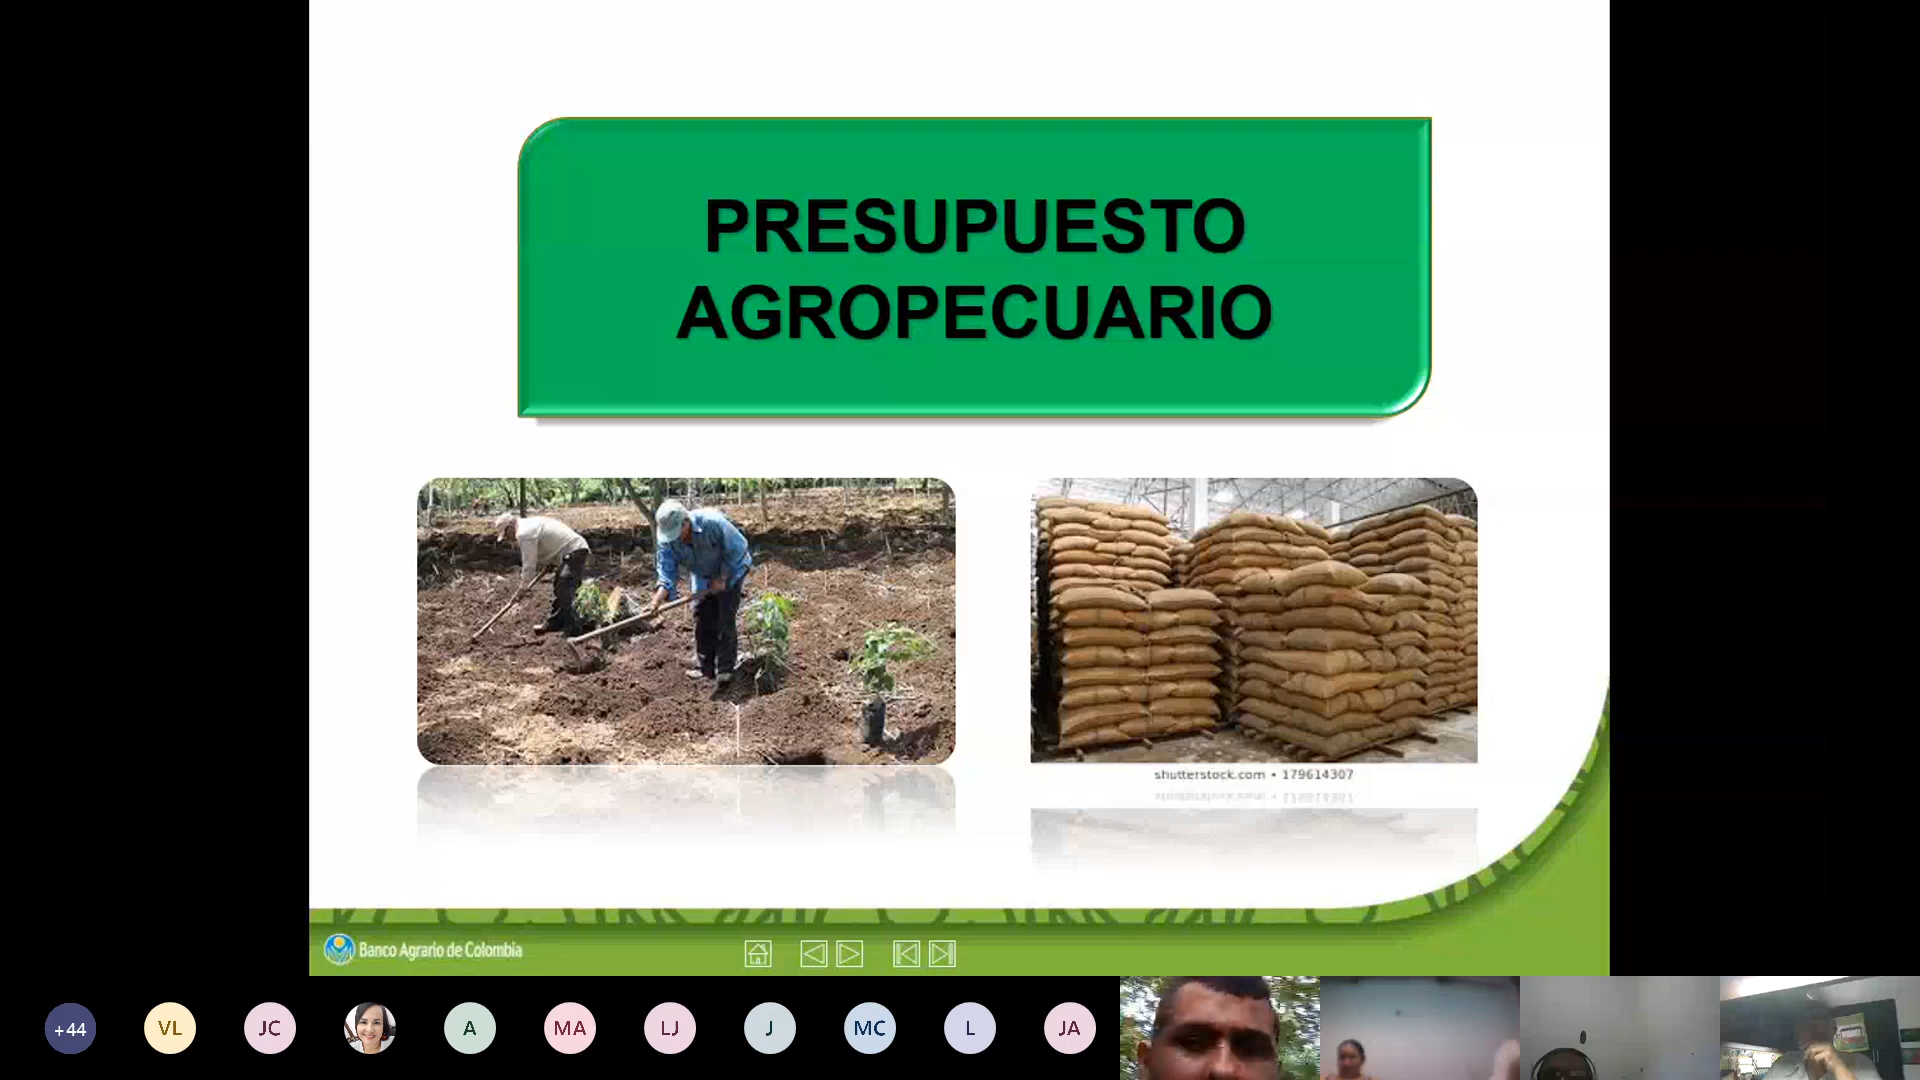 PRESUPUESTO
AGROPECUARIO
shutterstock.com • 179614307
Banco Agrario de Colombia
+44
VL
JC
A
MA
LJ
J
MC
L
JA